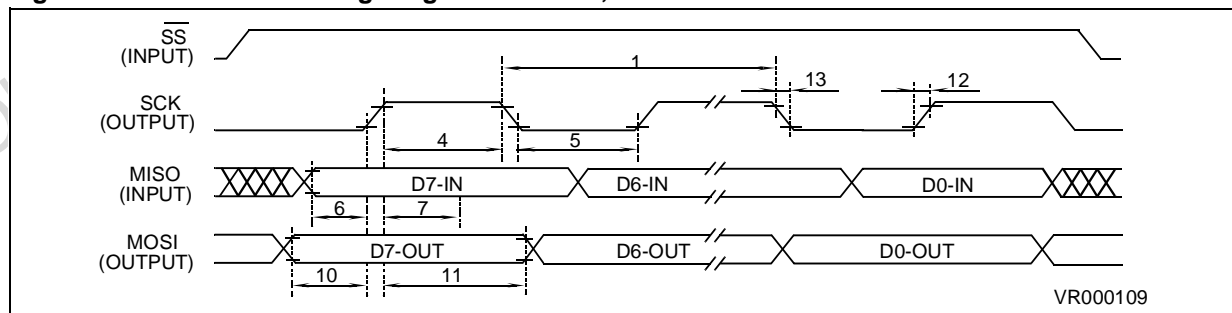 SS
(INPUT)
1
13
12
SCK
(OUTPUT)
4
5
MISO
(INPUT)
D7-IN
D6-IN
D0-IN
6
7
MOSI
(OUTPUT)
D7-OUT
D6-OUT
D0-OUT
10
11
VR000109